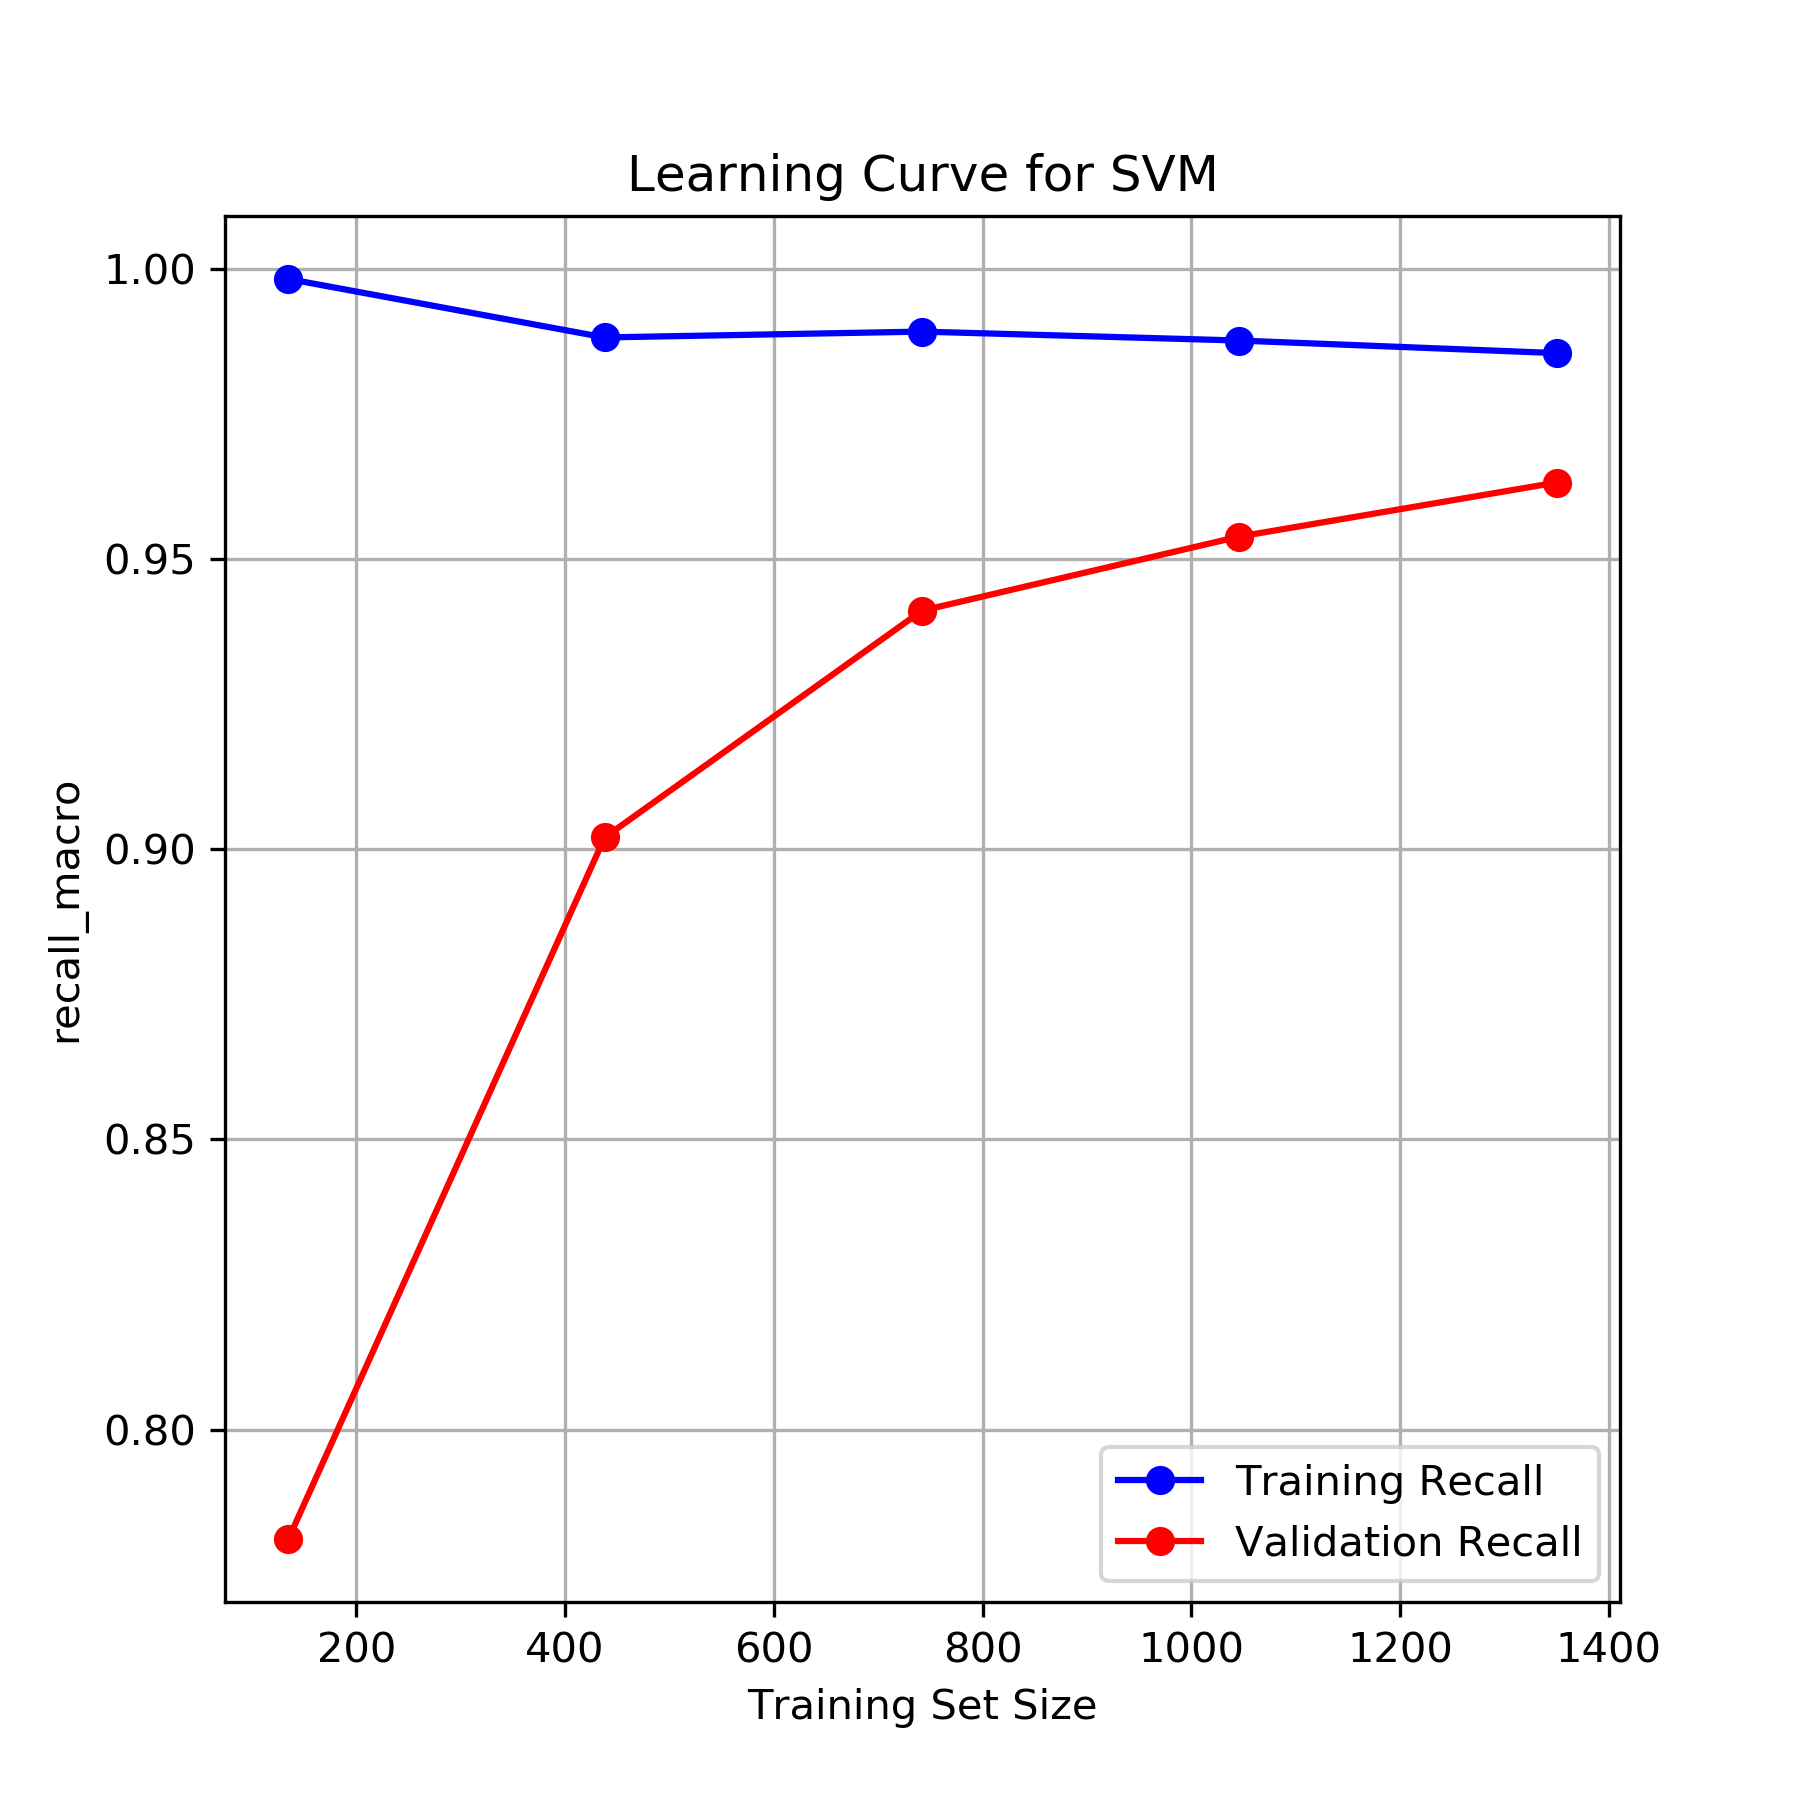 Learning Curve for SVM
1.00
0.95
0.90
0.85
0.80
recall_macro
200 400 600 800 1000 1200 1400
Training Set Size
Training Recall
Validation Recall